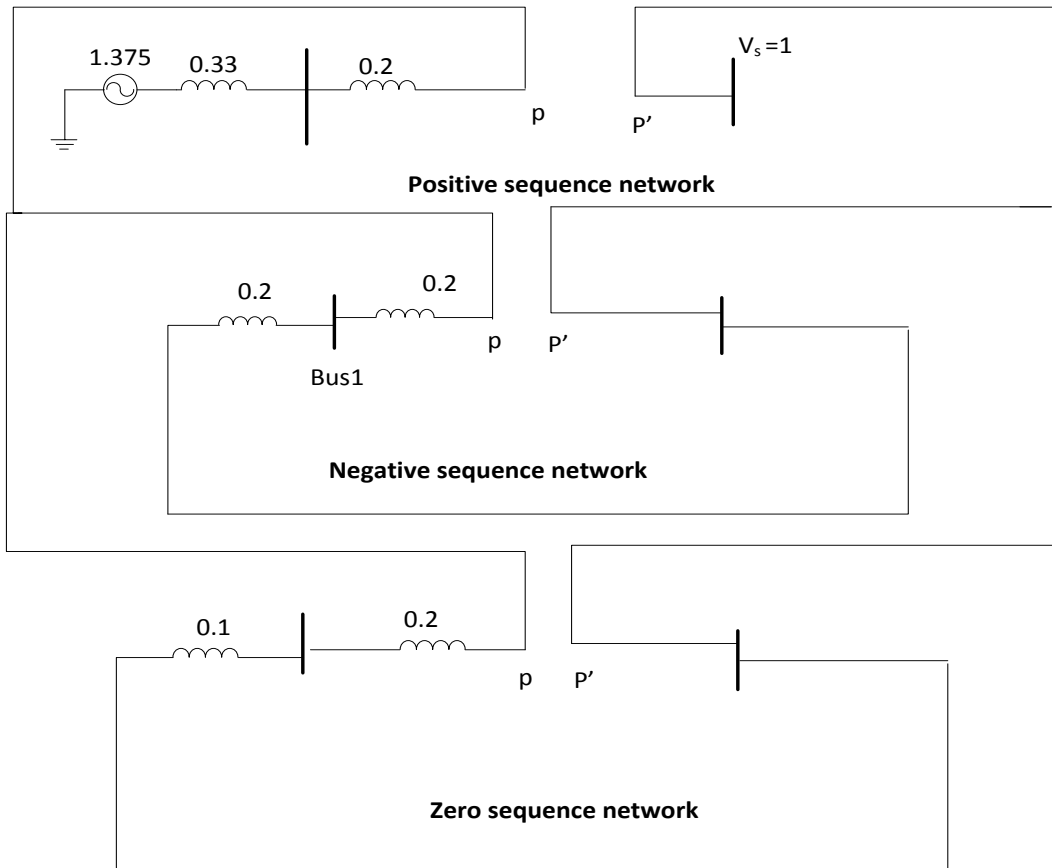 1.375
0.33
0.2
Vs =1
p
P’
Positive sequence network
0.2
0.2
p
P’
Bus1
Negative sequence network
0.1
0.2
p
P’
Zero sequence network